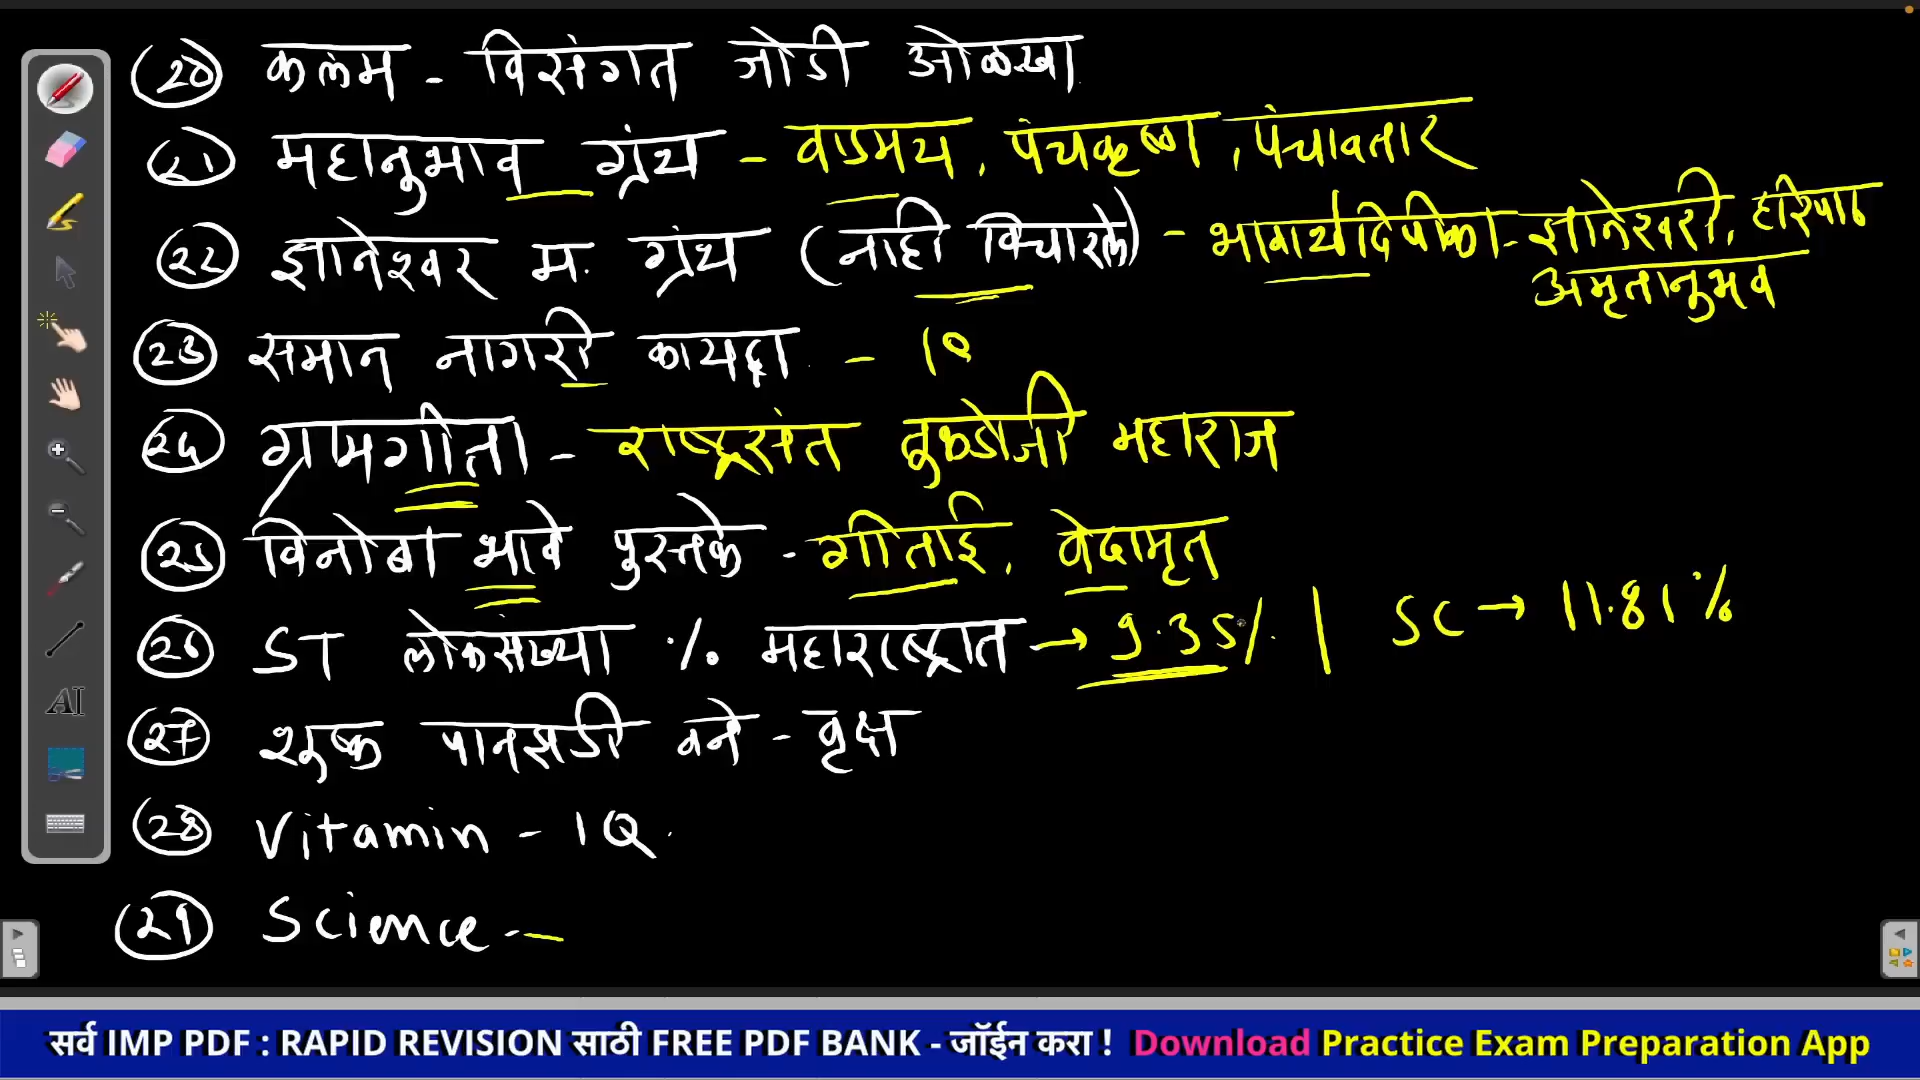 (20) कलम - विसंगत जोडी ओळखा
(21) महानुभाव ग्रंथ - वाङमय, पंचकृष्ण, पंचावतार
(22) ज्ञानेश्वर म. ग्रंथ (नाही विचारले) - भावार्थदिपीका - ज्ञानेश्वरी, हरिपाठ
अमृतानुभव
(23) समान नागरी कायदा - 1Q
(24) ग्रामगीता - राष्ट्रसंत तुकडोजी महाराज
(25) विनोबा भावे पुस्तके - गीताई, वेदामृत
(26) ST लोकसंख्या % महाराष्ट्रात → 9.35% | SC → 11.81%
(27) शुष्क पानझडी वने - वृक्ष
(28) Vitamin - 1Q.
(29) Science -
सर्व IMP PDF : RAPID REVISION साठी FREE PDF BANK - जॉईन करा ! Download Practice Exam Preparation App